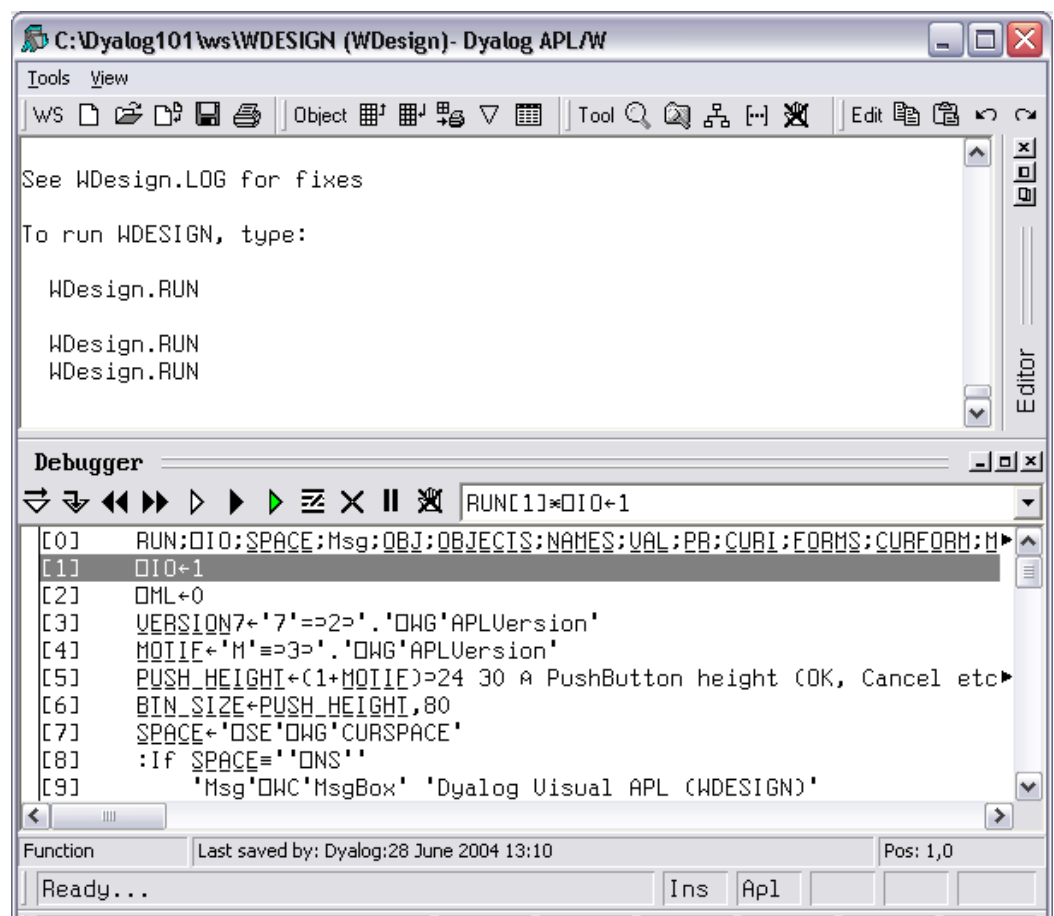 C:\Dyalog101\ws\WDESIGN (WDesign)- Dyalog APL/W
Tools View
WS Object Tool Edit
See WDesign.LOG for fixes
To run WDESIGN, type:
WDesign.RUN
WDesign.RUN
WDesign.RUN
Editor
Debugger
RUN[1]*⎕IO←1
[0] RUN;⎕IO;SPACE;Msg;OBJ;OBJECTS;NAMES;VAL;PR;CURI;FORMS;CURFORM;M
[1] ⎕IO←1
[2] ⎕ML←0
[3] VERSION7←'7'=⊃2⊃'.'⎕WG'APLVersion'
[4] MOTIF←'M'≡⊃3⊃'.'⎕WG'APLVersion'
[5] PUSH_HEIGHT←(1+MOTIF)⊃24 30 ⍝ PushButton height (OK, Cancel etc
[6] BTN_SIZE←PUSH_HEIGHT,80
[7] SPACE←'⎕SE'⎕WG'CURSPACE'
[8] :If SPACE≡''⎕NS''
[9] 'Msg'⎕WC'MsgBox' 'Dyalog Visual APL (WDESIGN)'
Function Last saved by: Dyalog:28 June 2004 13:10 Pos: 1,0
Ready... Ins Apl